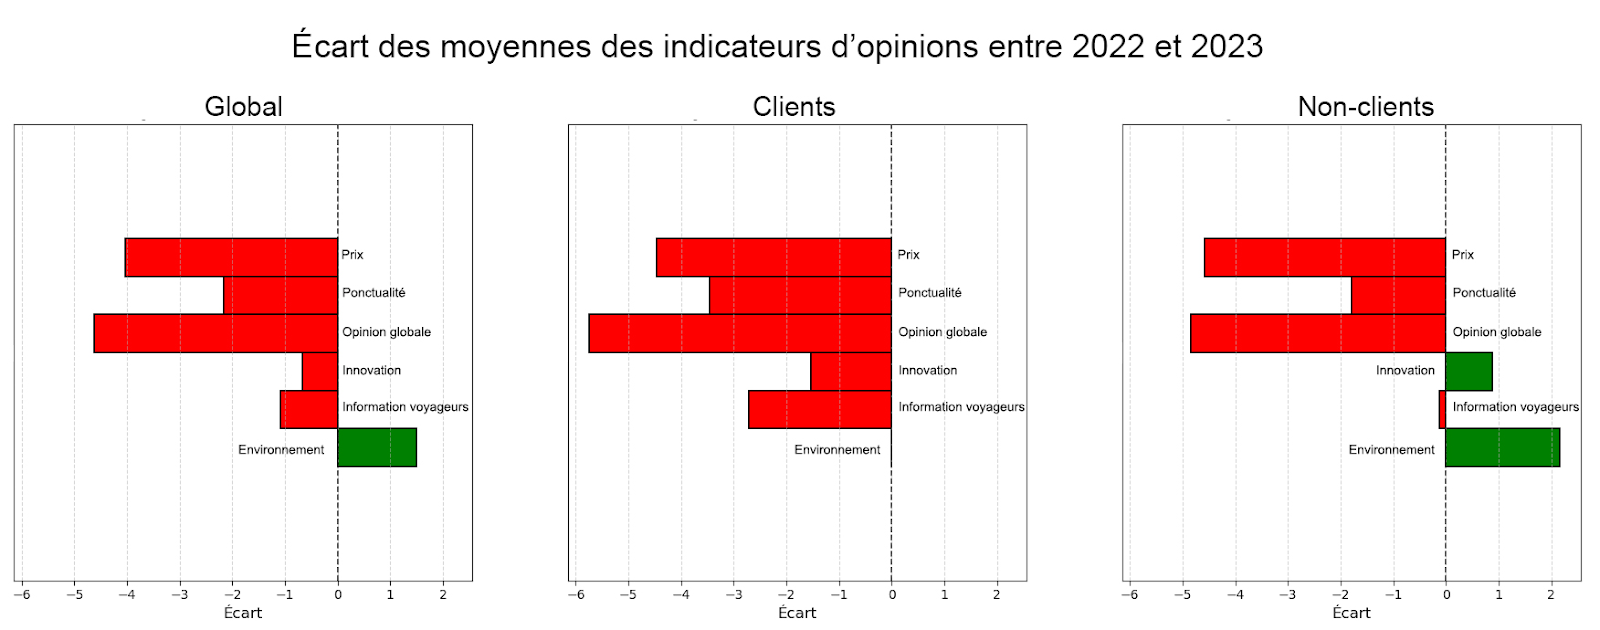 Écart des moyennes des indicateurs d’opinions entre 2022 et 2023
Global
Prix
Ponctualité
Opinion globale
Innovation
Information voyageurs
Environnement
−6 −5 −4 −3 −2 −1 0 1 2
Écart
Clients
Prix
Ponctualité
Opinion globale
Innovation
Information voyageurs
Environnement
−6 −5 −4 −3 −2 −1 0 1 2
Écart
Non-clients
Prix
Ponctualité
Opinion globale
Innovation
Information voyageurs
Environnement
−6 −5 −4 −3 −2 −1 0 1 2
Écart